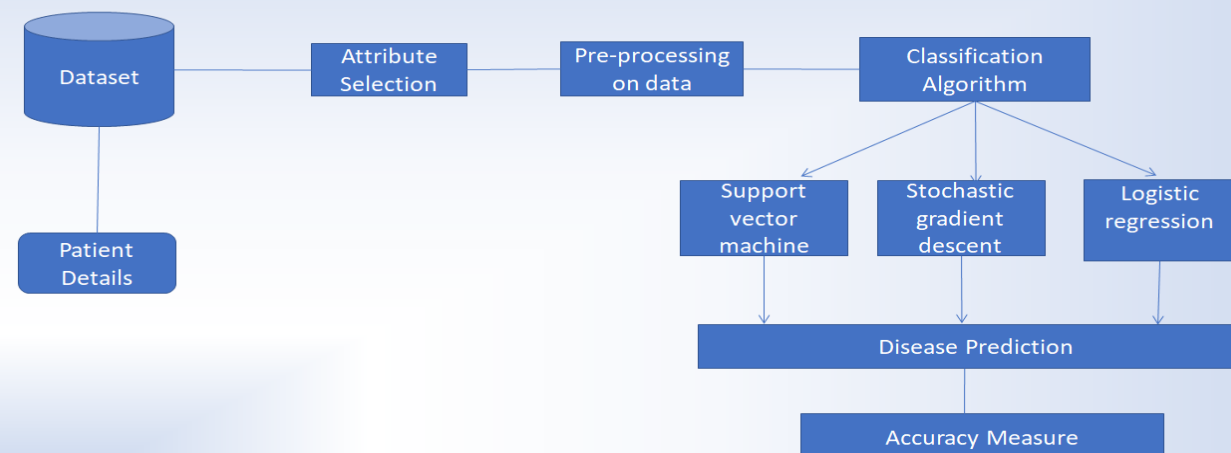 Dataset
Attribute
Selection
Pre-processing
on data
Classification
Algorithm
Support
vector
machine
Stochastic
gradient
descent
Logistic
regression
Patient
Details
Disease Prediction
Accuracy Measure